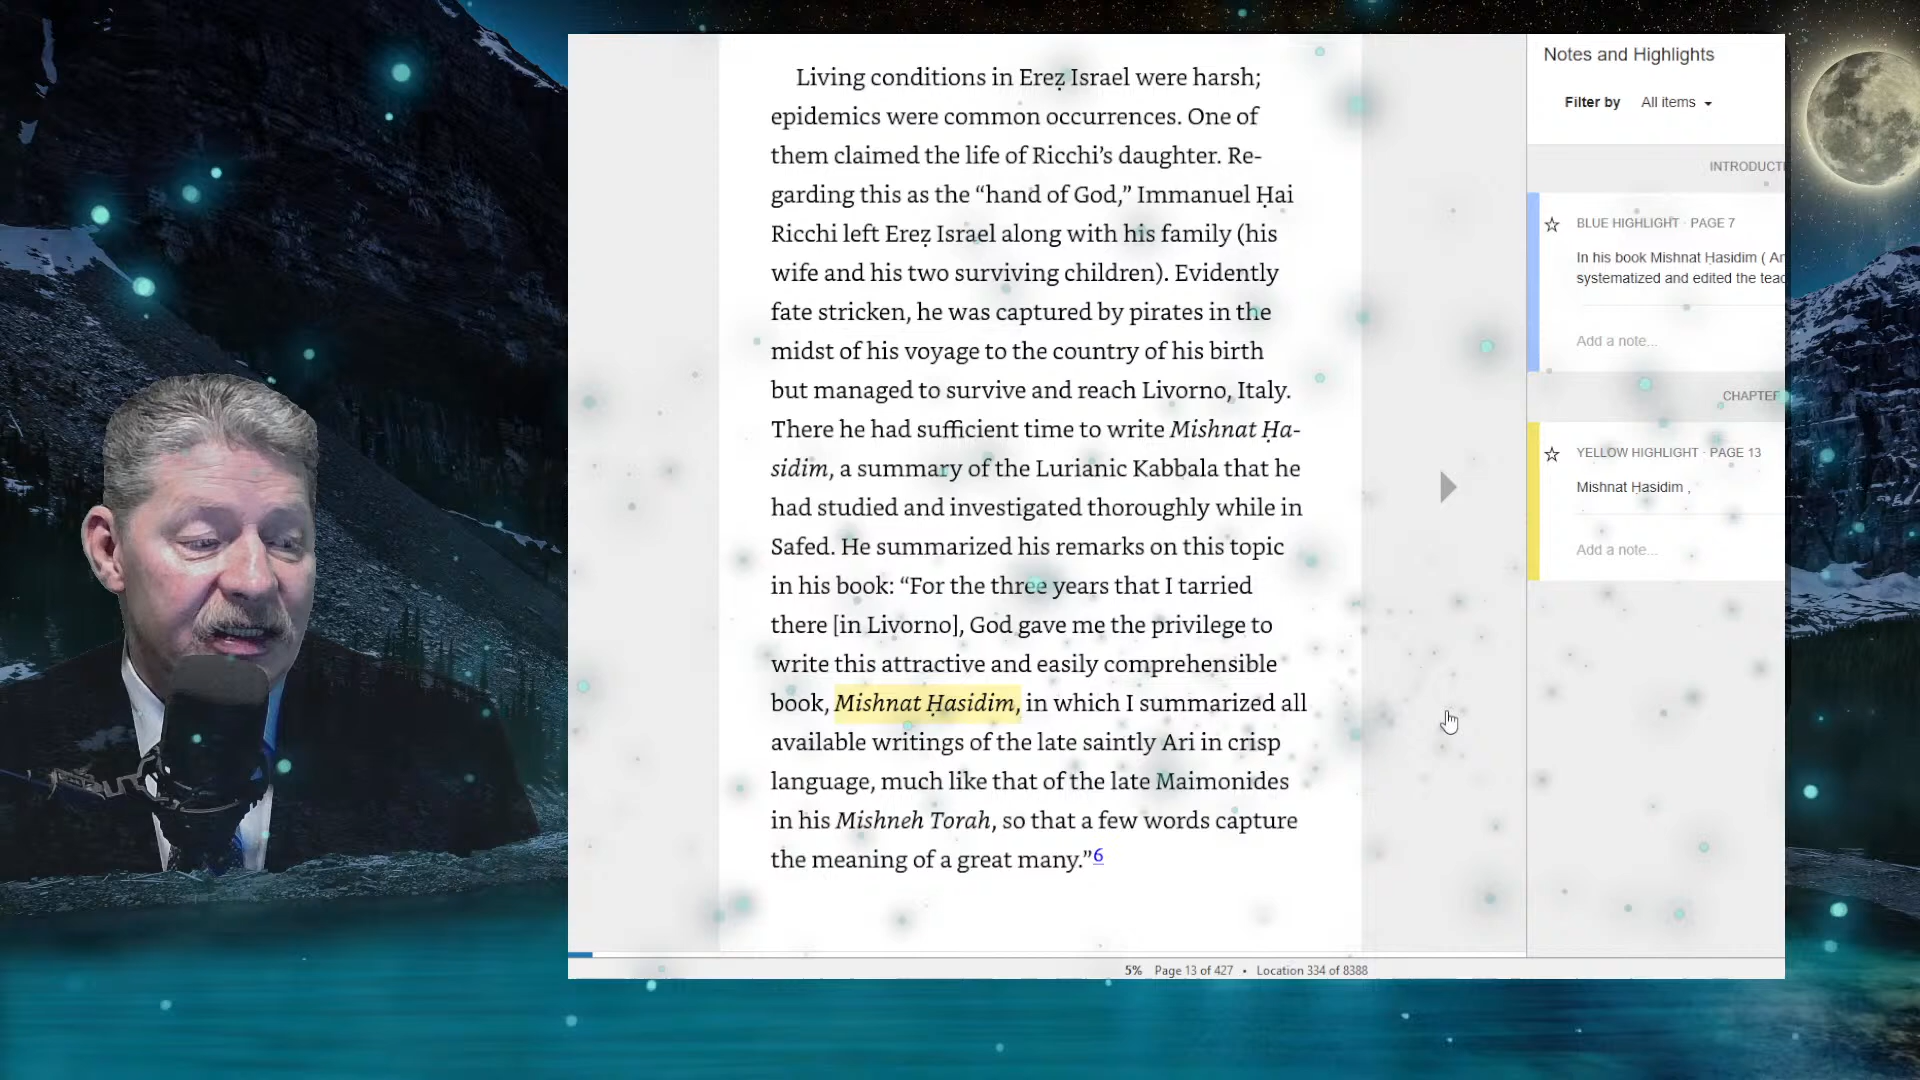 Living conditions in Ereẓ Israel were harsh;
epidemics were common occurrences. One of
them claimed the life of Ricchi’s daughter. Re-
garding this as the “hand of God,” Immanuel Ḥai
Ricchi left Ereẓ Israel along with his family (his
wife and his two surviving children). Evidently
fate stricken, he was captured by pirates in the
midst of his voyage to the country of his birth
but managed to survive and reach Livorno, Italy.
There he had sufficient time to write Mishnat Ḥa-
sidim, a summary of the Lurianic Kabbala that he
had studied and investigated thoroughly while in
Safed. He summarized his remarks on this topic
in his book: “For the three years that I tarried
there [in Livorno], God gave me the privilege to
write this attractive and easily comprehensible
book, Mishnat Ḥasidim, in which I summarized all
available writings of the late saintly Ari in crisp
language, much like that of the late Maimonides
in his Mishneh Torah, so that a few words capture
the meaning of a great many.”6
5% Page 13 of 427 • Location 334 of 8388
Notes and Highlights
Filter by All items
INTRODUCTI
BLUE HIGHLIGHT · PAGE 7
In his book Mishnat Ḥasidim ( Ar
systematized and edited the teac
Add a note...
CHAPTER
YELLOW HIGHLIGHT · PAGE 13
Mishnat Ḥasidim ,
Add a note...